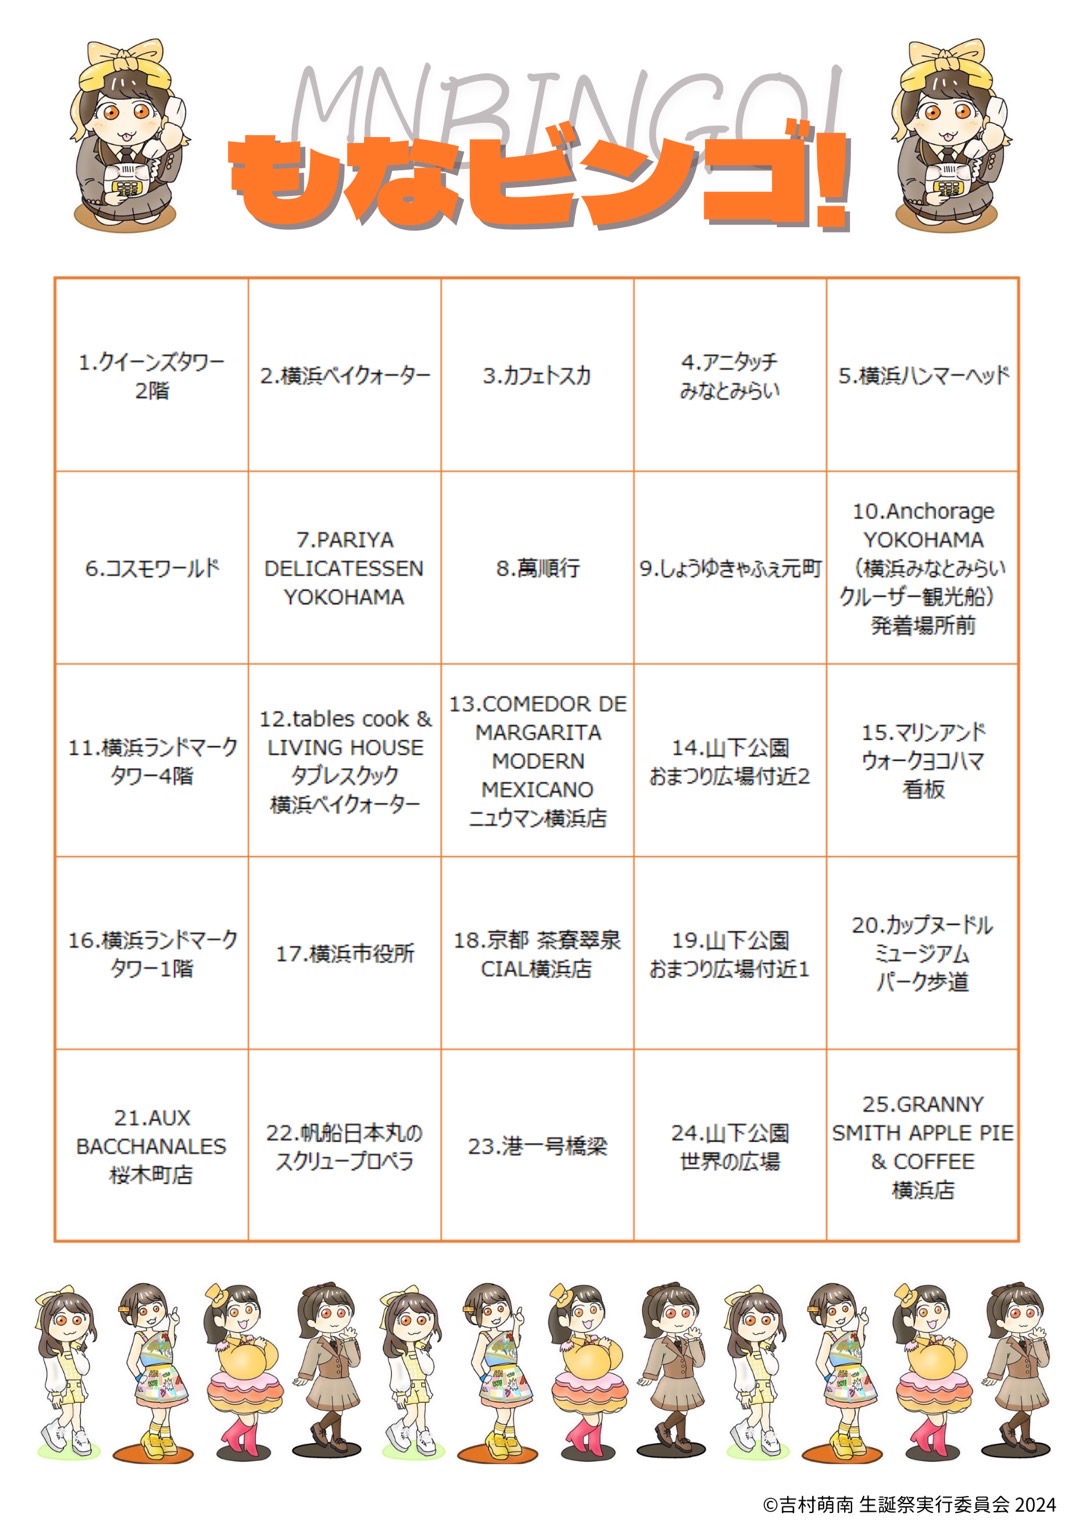 MNBINGO!
もなビンゴ!
1.クイーンズタワー
2階
2.横浜ベイクォーター
3.カフェトスカ
4.アニタッチ
みなとみらい
5.横浜ハンマーヘッド
6.コスモワールド
7.PARIYA
DELICATESSEN
YOKOHAMA
8.萬順行
9.しょうゆきゃふぇ元町
10.Anchorage
YOKOHAMA
（横浜みなとみらい
クルーザー観光船）
発着場所前
11.横浜ランドマーク
タワー4階
12.tables cook &
LIVING HOUSE
タブレスクック
横浜ベイクォーター
13.COMEDOR DE
MARGARITA
MODERN
MEXICANO
ニュウマン横浜店
14.山下公園
おまつり広場付近2
15.マリンアンド
ウォークヨコハマ
看板
16.横浜ランドマーク
タワー1階
17.横浜市役所
18.京都 茶寮翠泉
CIAL横浜店
19.山下公園
おまつり広場付近1
20.カップヌードル
ミュージアム
パーク歩道
21.AUX
BACCHANALES
桜木町店
22.帆船日本丸の
スクリュープロペラ
23.港一号橋梁
24.山下公園
世界の広場
25.GRANNY
SMITH APPLE PIE
& COFFEE
横浜店
©吉村萌南 生誕祭実行委員会 2024